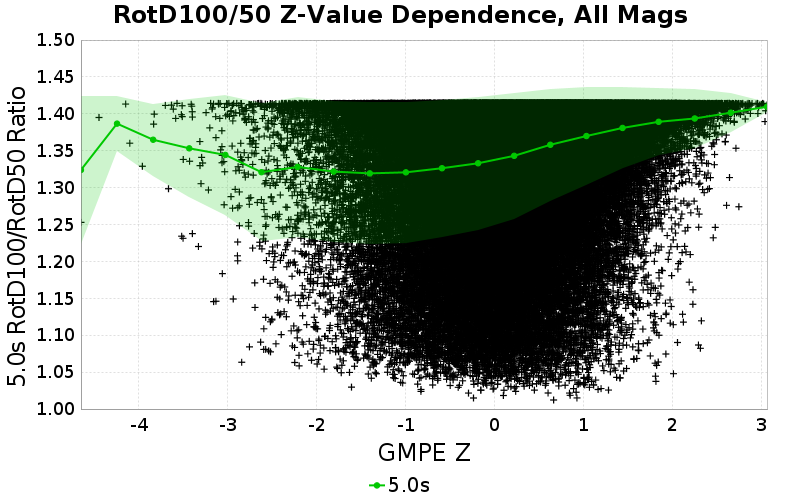 RotD100/50 Z-Value Dependence, All Mags
5.0s RotD100/RotD50 Ratio
1.50
1.45
1.40
1.35
1.30
1.25
1.20
1.15
1.10
1.05
1.00
-4 -3 -2 -1 0 1 2 3
GMPE Z
5.0s